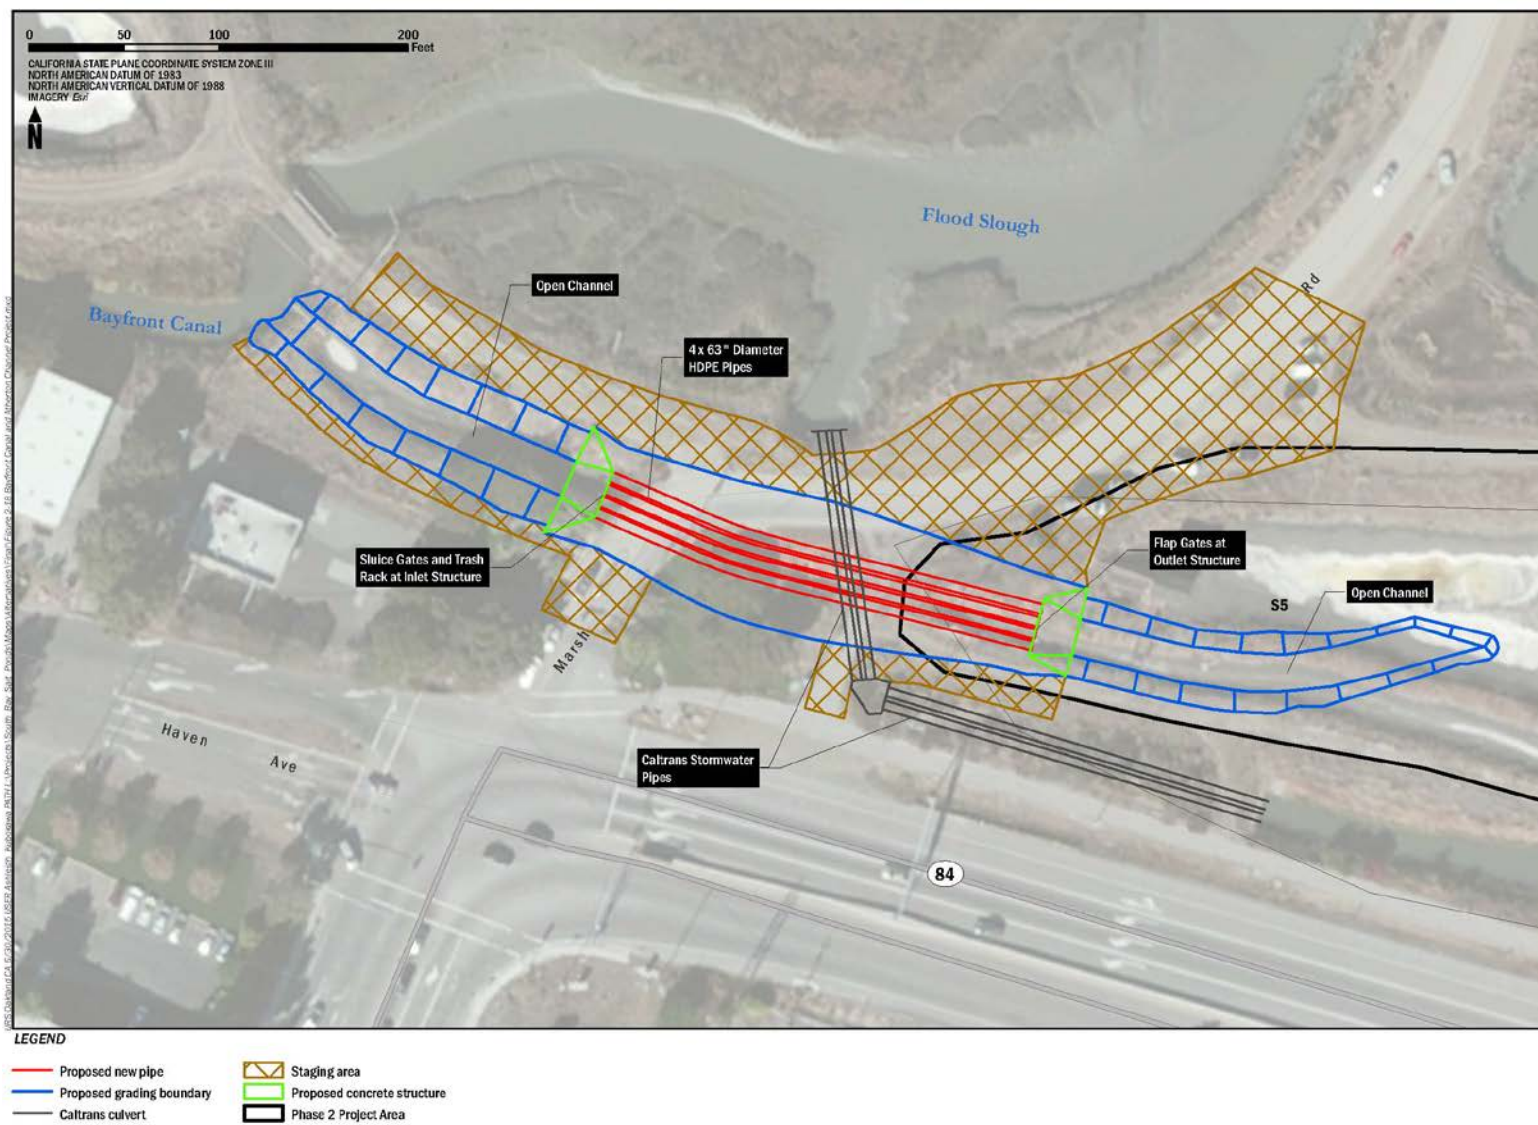 0 50 100 200
Feet
CALIFORNIA STATE PLANE COORDINATE SYSTEM ZONE III
NORTH AMERICAN DATUM OF 1983
NORTH AMERICAN VERTICAL DATUM OF 1988
IMAGERY Esri
N
Flood Slough
Rd
Open Channel
Bayfront Canal
4 x 63" Diameter
HDPE Pipes
Sluice Gates and Trash
Rack at Inlet Structure
Flap Gates at
Outlet Structure
S5
Open Channel
Marsh
Haven
Ave
Caltrans Stormwater
Pipes
84
LEGEND
Proposed new pipe
Proposed grading boundary
Caltrans culvert
Staging area
Proposed concrete structure
Phase 2 Project Area